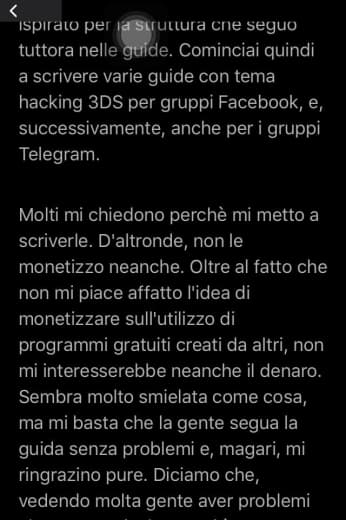 ispirato per la struttura che seguo
tuttora nelle guide. Cominciai quindi
a scrivere varie guide con tema
hacking 3DS per gruppi Facebook, e,
successivamente, anche per i gruppi
Telegram.
Molti mi chiedono perchè mi metto a
scriverle. D'altronde, non le
monetizzo neanche. Oltre al fatto che
non mi piace affatto l'idea di
monetizzare sull'utilizzo di
programmi gratuiti creati da altri, non
mi interesserebbe neanche il denaro.
Sembra molto smielata come cosa,
ma mi basta che la gente segua la
guida senza problemi e, magari, mi
ringrazino pure. Diciamo che,
vedendo molta gente aver problemi